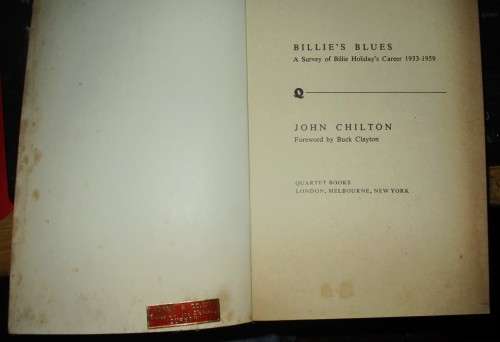 BILLIE'S BLUES
A Survey of Billie Holiday's Career 1933-1959
Q
JOHN CHILTON
Foreword by Buck Clayton
QUARTET BOOKS
LONDON, MELBOURNE, NEW YORK